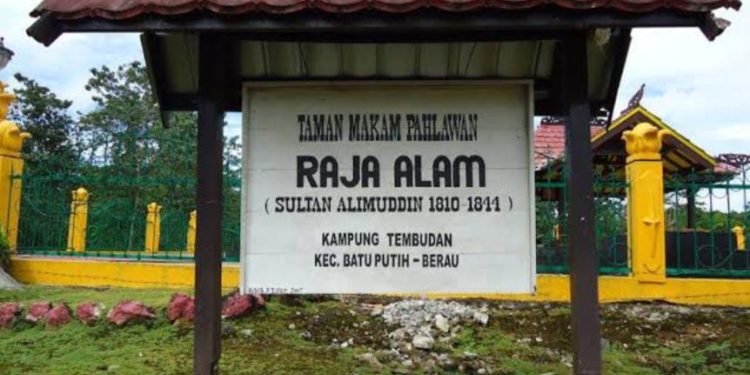 TAMAN MAKAM PAHLAWAN
RAJA ALAM
( SULTAN ALIMUDDIN 1810-1844 )
KAMPUNG TEMBUDAN
KEC. BATU PUTIH - BERAU